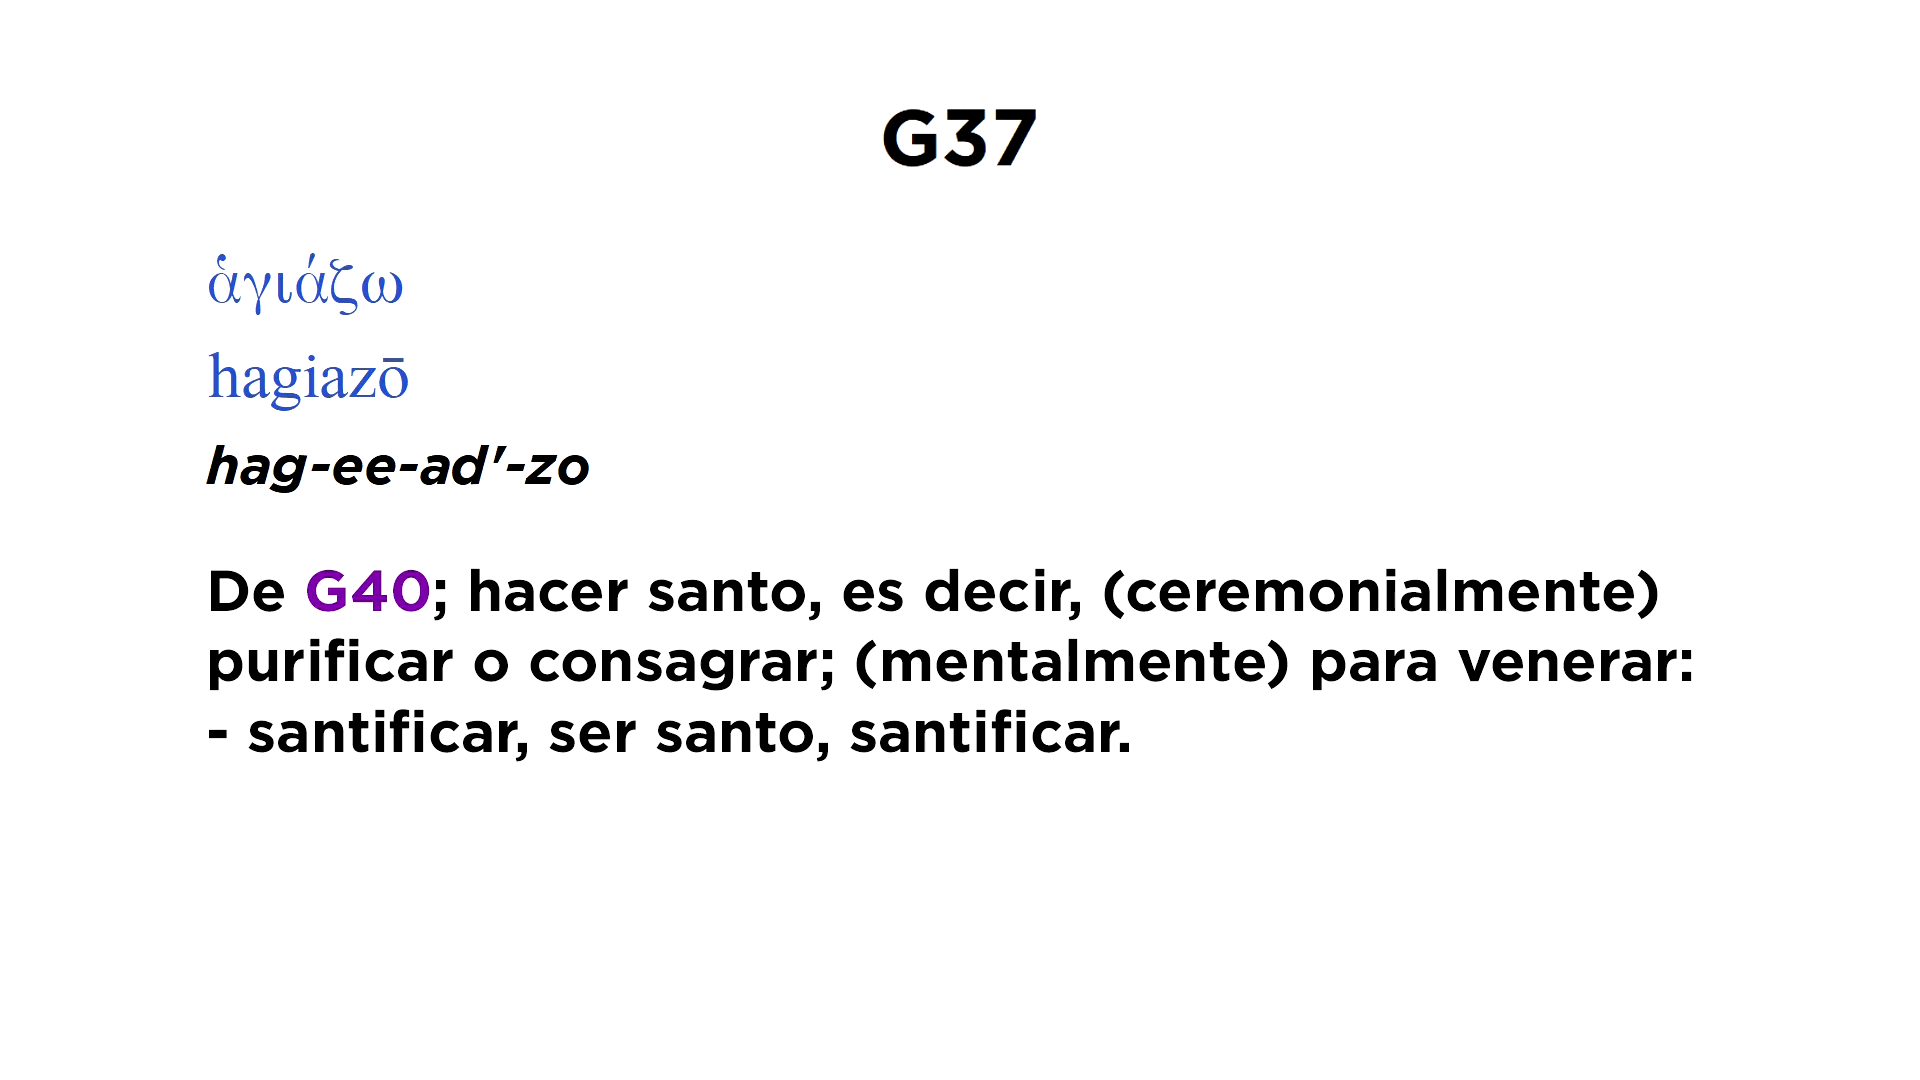 G37
ἁγιάζω
hagiazō
hag-ee-ad'-zo
De G40; hacer santo, es decir, (ceremonialmente)
purificar o consagrar; (mentalmente) para venerar:
- santificar, ser santo, santificar.